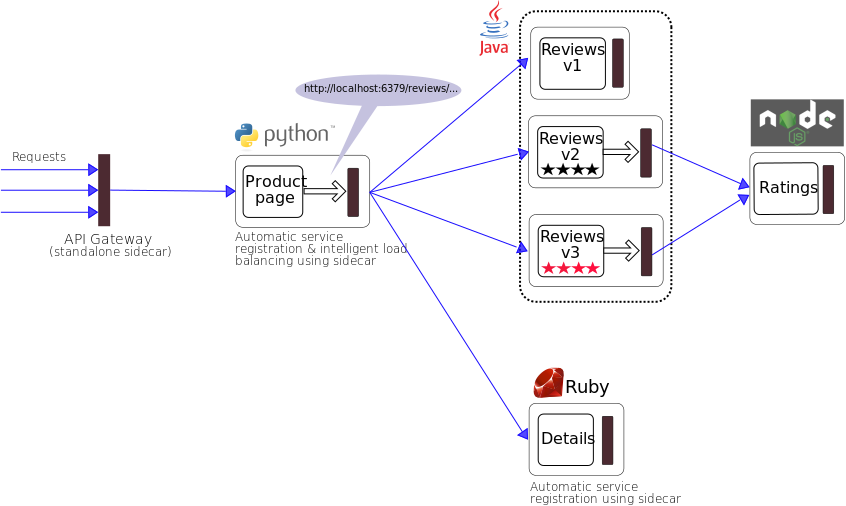 Requests
API Gateway
(standalone sidecar)
python™
http://localhost:6379/reviews/...
Product
page
Automatic service
registration & intelligent load
balancing using sidecar
Java
Reviews
v1
Reviews
v2
Reviews
v3
node
JS
Ratings
Ruby
Details
Automatic service
registration using sidecar